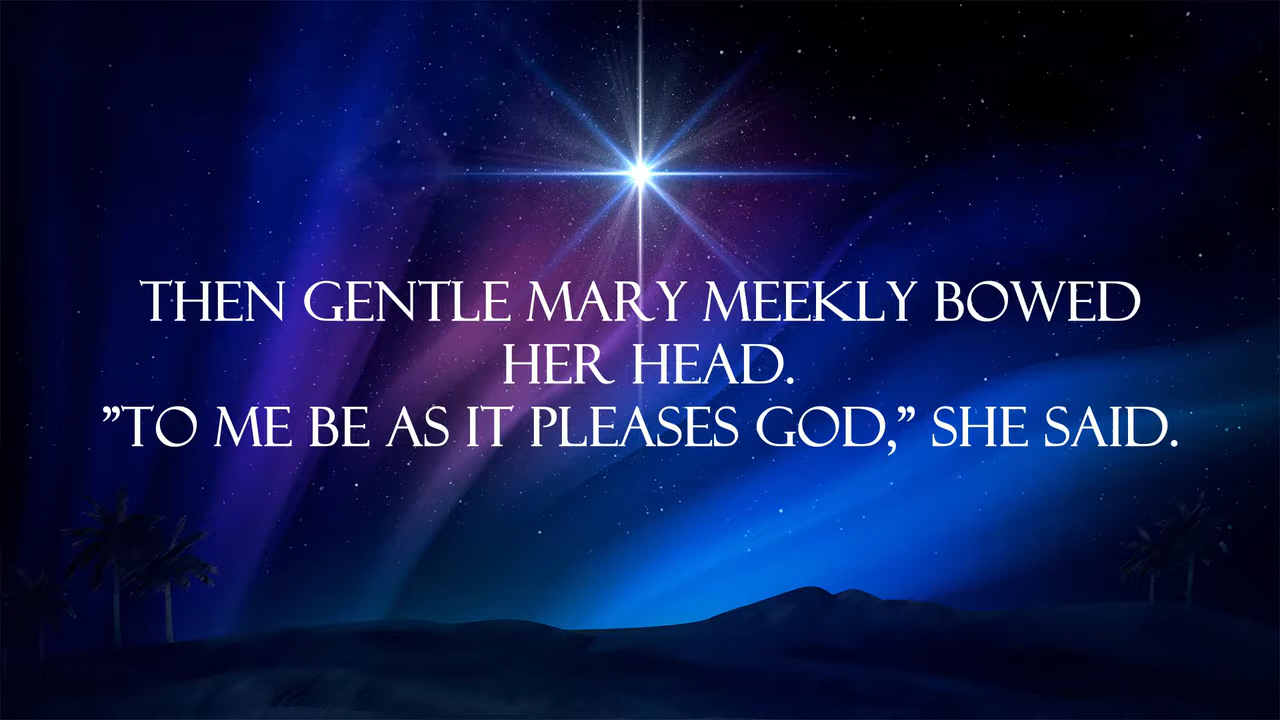 THEN GENTLE MARY MEEKLY BOWED
HER HEAD.
”TO ME BE AS IT PLEASES GOD,” SHE SAID.